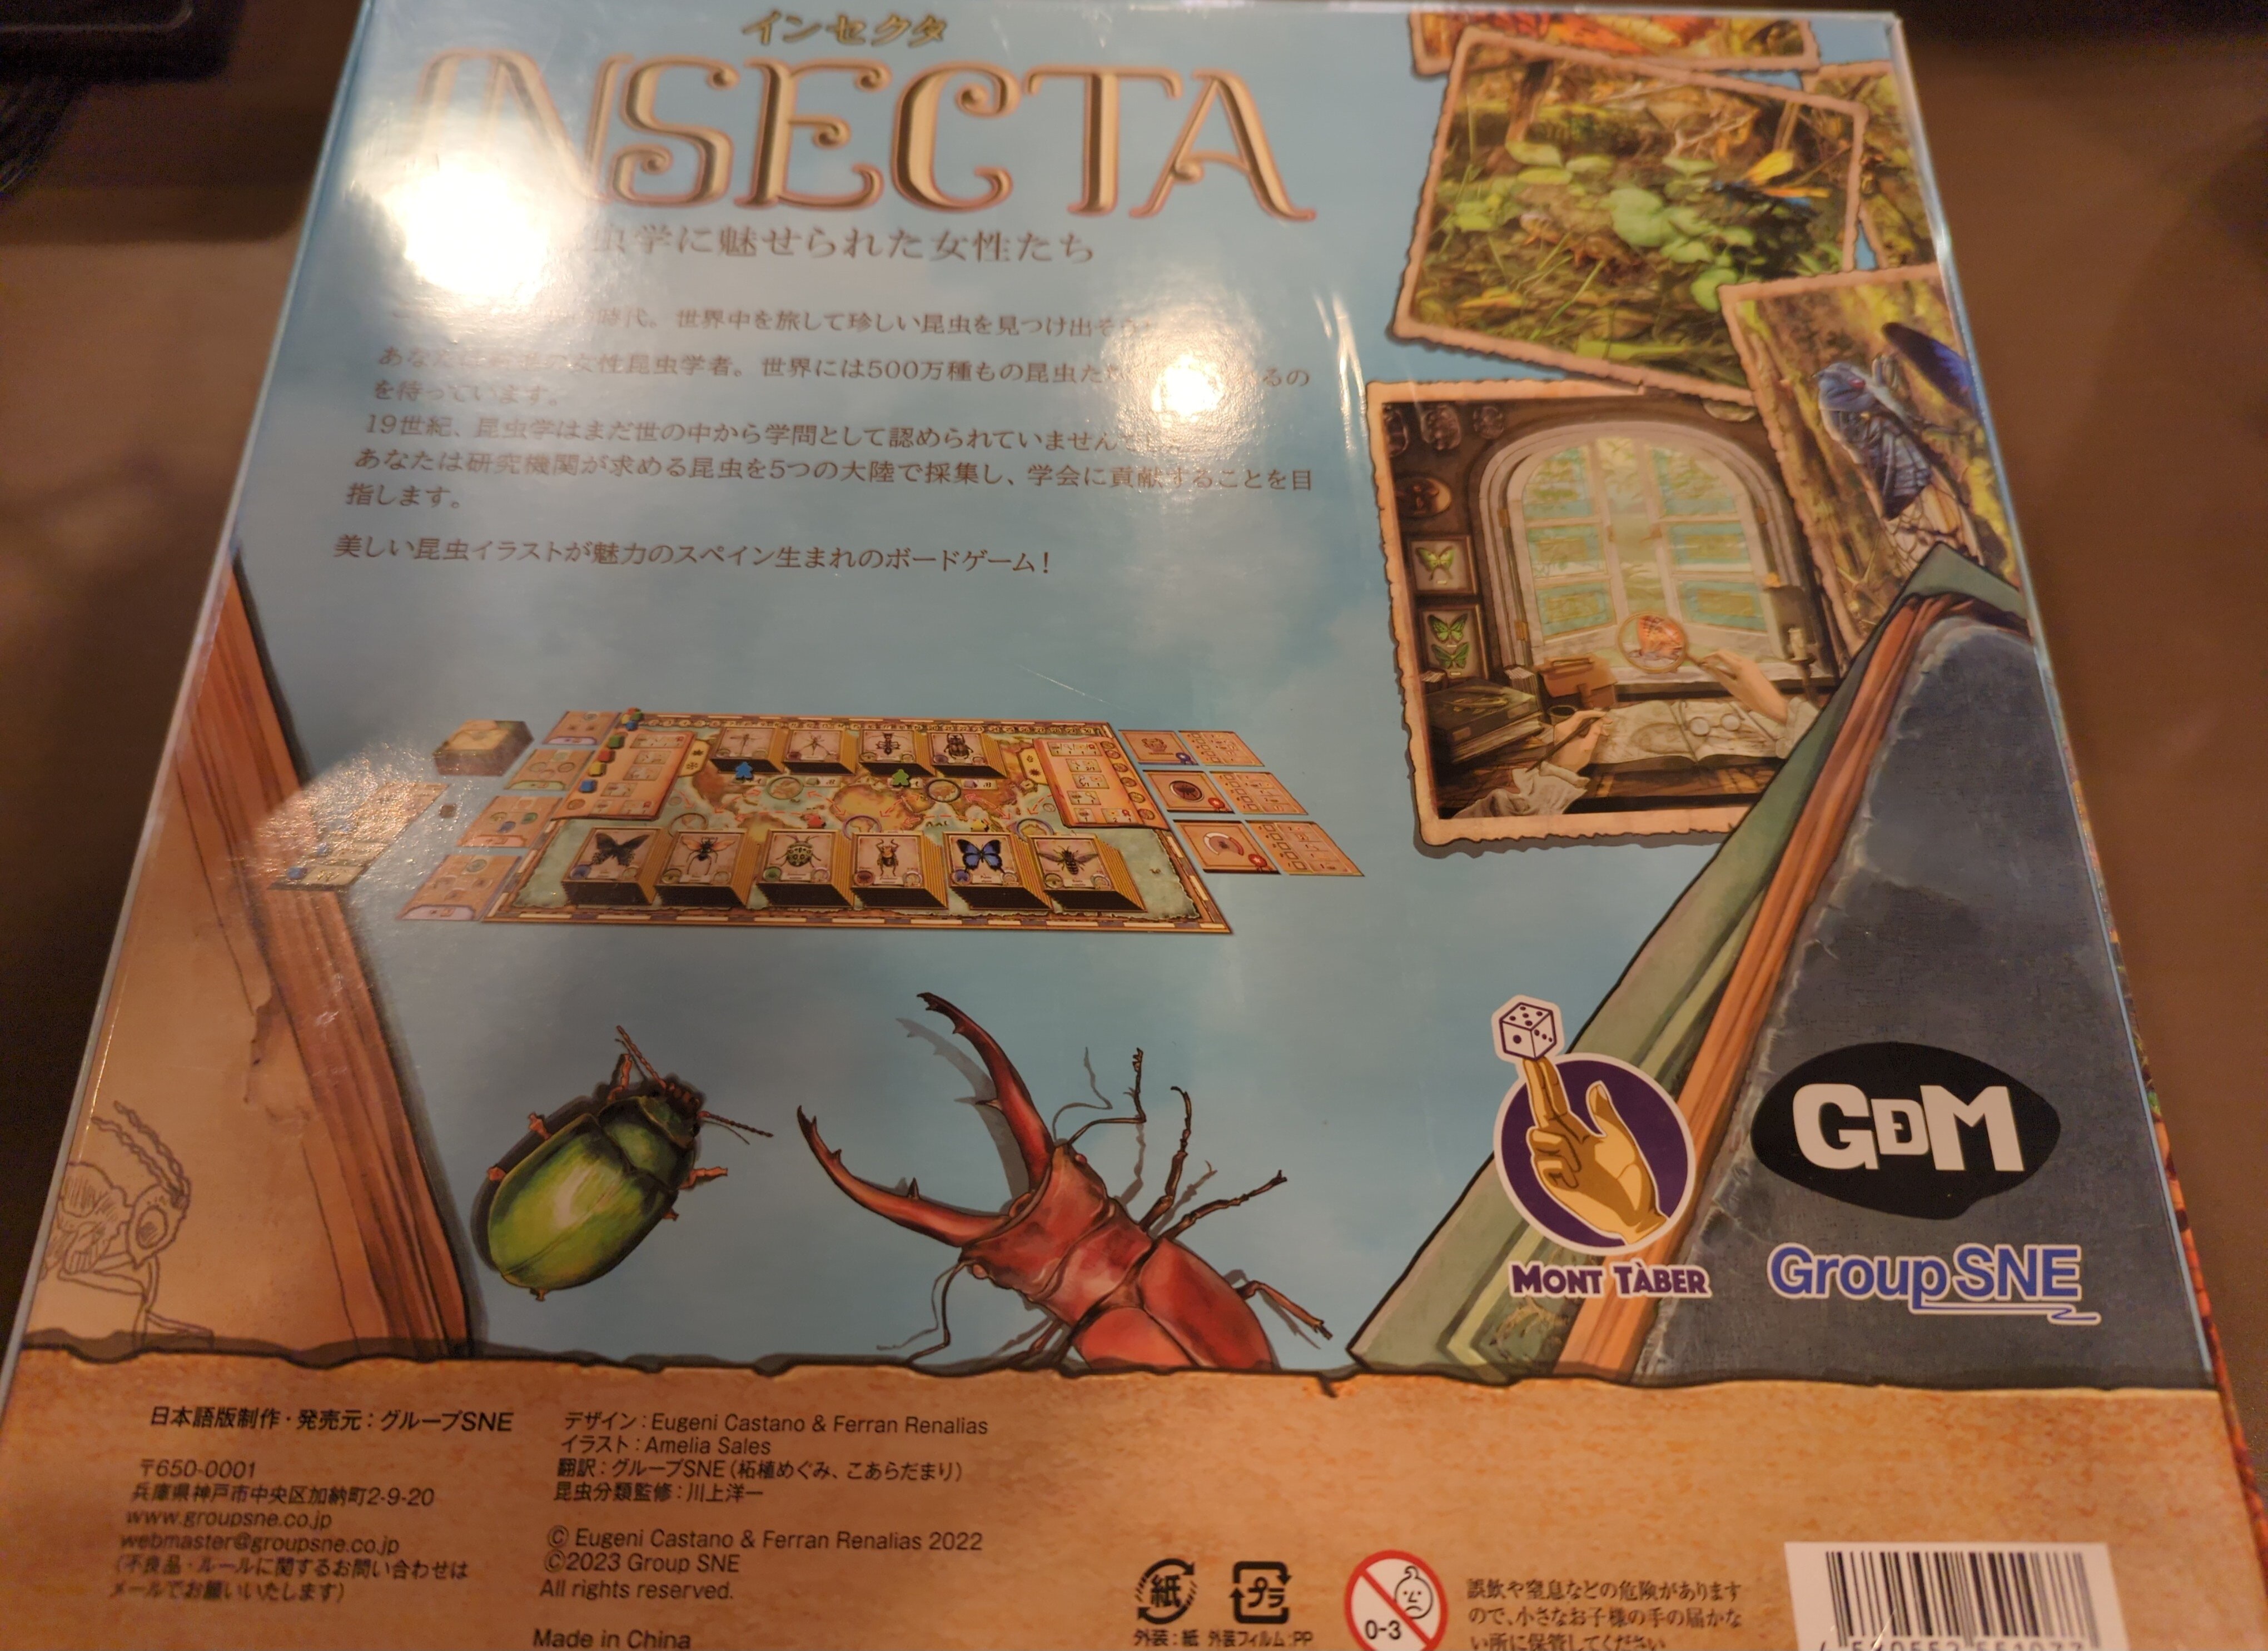 インセクタ
INSECTA
虫学に魅せられた女性たち
時代。世界中を旅して珍しい昆虫を見つけ出そう
女性昆虫学者。世界には500万種もの昆虫た るの
を待っています。
19世紀、昆虫学はまだ世の中から学問として認められていません
あなたは研究機関が求める昆虫を5つの大陸で採集し、学会に貢献することを目
指します。
美しい昆虫イラストが魅力のスペイン生まれのボードゲーム！
MONT TÀBER
GDM
Group SNE
日本語版制作・発売元：グループSNE
〒650-0001
兵庫県神戸市中央区加納町2-9-20
www.groupsne.co.jp
webmaster@groupsne.co.jp
（不良品・ルールに関するお問い合わせは
メールでお願いいたします）
デザイン：Eugeni Castano & Ferran Renalias
イラスト：Amelia Sales
翻訳：グループSNE（柘植めぐみ、こあらだまり）
昆虫分類監修：川上洋一
© Eugeni Castano & Ferran Renalias 2022
©2023 Group SNE
All rights reserved.
Made in China
紙
外装：紙
プラ
外装フィルム：PP
0-3
誤飲や窒息などの危険があります
ので、小さなお子様の手の届かな
い所に保管してください